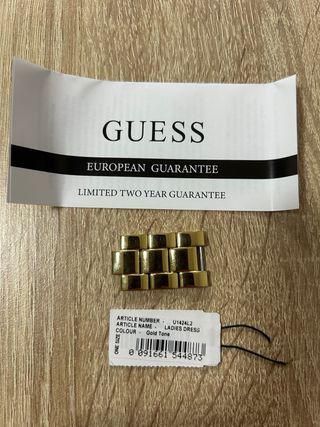 GUESS
EUROPEAN GUARANTEE
LIMITED TWO YEAR GUARANTEE
ARTICLE NUMBER - U1424L2
ARTICLE NAME - LADIES DRESS
COLOUR - Gold Tone
ONE SIZE
0 091661 544873